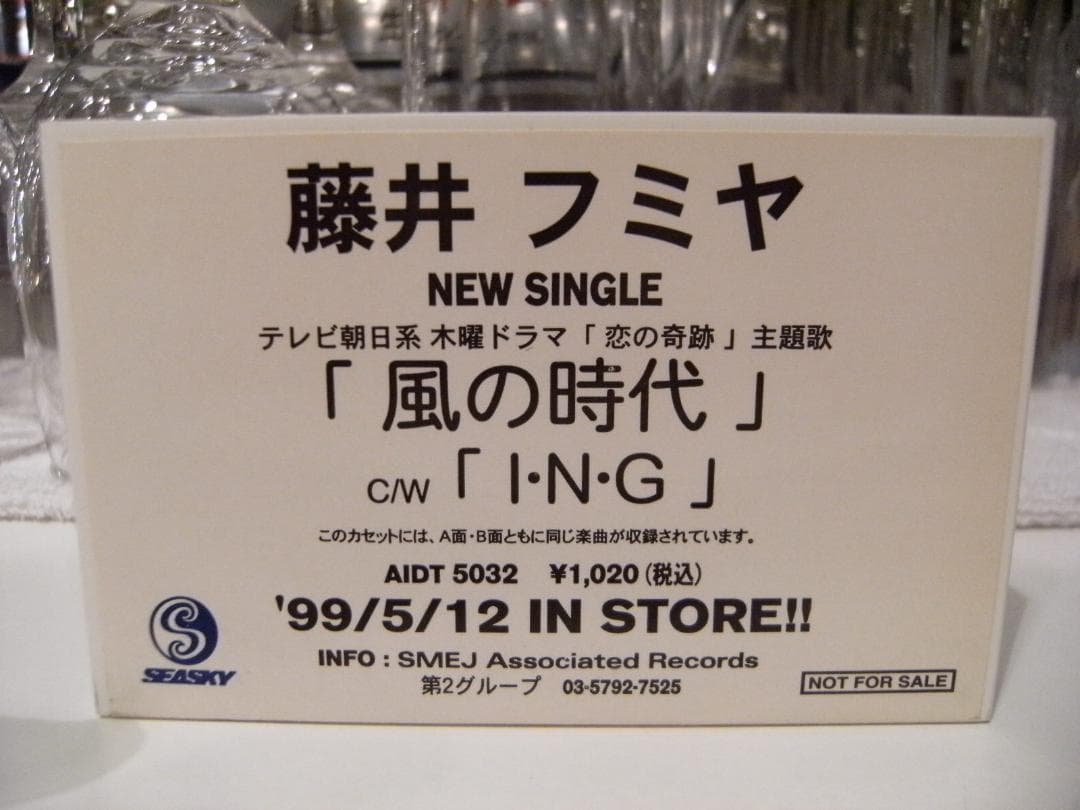 藤井 フミヤ
NEW SINGLE
テレビ朝日系 木曜ドラマ「 恋の奇跡 」主題歌
「 風の時代 」
C/W 「 I・N・G 」
このカセットには、A面・B面ともに同じ楽曲が収録されています。
AIDT 5032 ¥1,020 (税込)
'99/5/12 IN STORE!!
INFO : SMEJ Associated Records
第2グループ 03-5792-7525
SEASKY
NOT FOR SALE